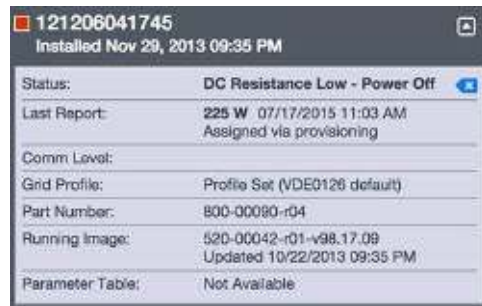 121206041745
Installed Nov 29, 2013 09:35 PM
Status: DC Resistance Low - Power Off
Last Report: 225 W 07/17/2015 11:03 AM
Assigned via provisioning
Comm Level:
Grid Profile: Profile Set (VDE0126 default)
Part Number: 800-00090-r04
Running Image: 520-00042-r01-v98.17.09
Updated 10/22/2013 09:35 PM
Parameter Table: Not Available